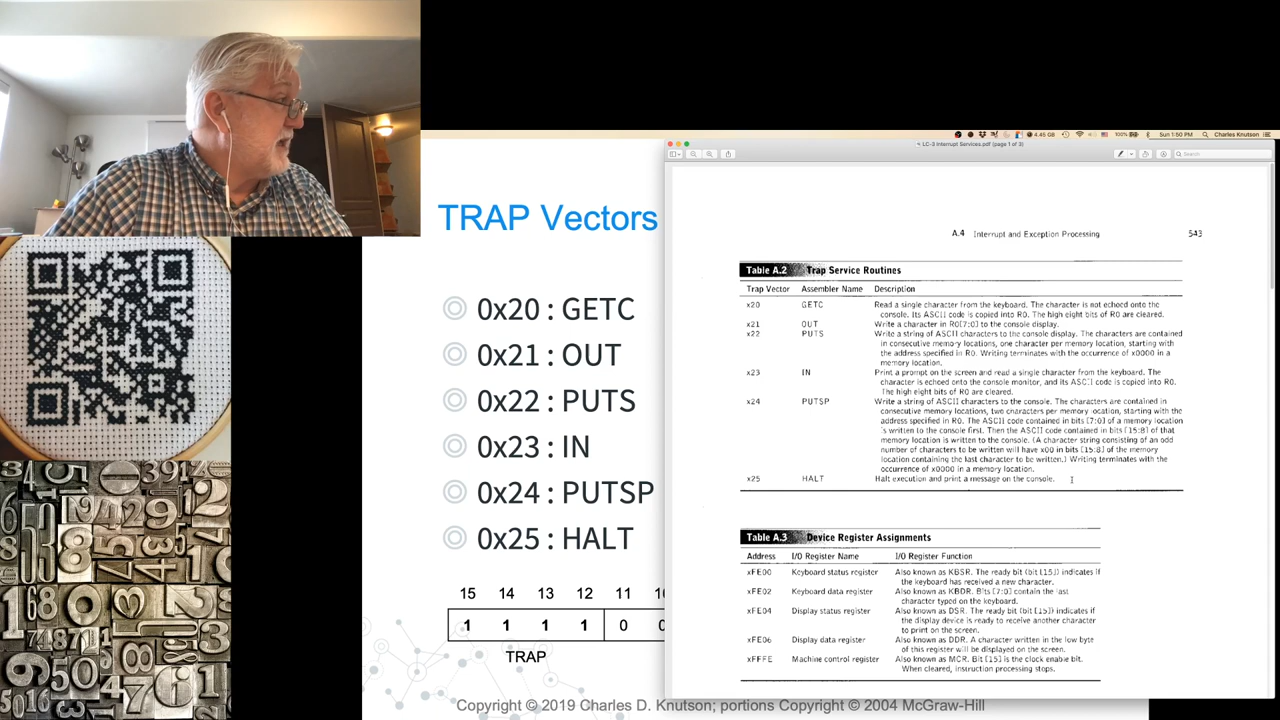 4.45 GB 100% Sun 1:50 PM Charles Knutson
LC-3 Interrupt Services.pdf (page 1 of 3)
Search
TRAP Vectors
0x20 : GETC
0x21 : OUT
0x22 : PUTS
0x23 : IN
0x24 : PUTSP
0x25 : HALT
15 14 13 12 11
1 1 1 1 0 0
TRAP
A.4 Interrupt and Exception Processing 543
Table A.2 Trap Service Routines
Trap Vector Assembler Name Description
x20 GETC Read a single character from the keyboard. The character is not echoed onto the
console. Its ASCII code is copied into R0. The high eight bits of R0 are cleared.
x21 OUT Write a character in R0[7:0] to the console display.
x22 PUTS Write a string of ASCII characters to the console display. The characters are contained
in consecutive memory locations, one character per memory location, starting with
the address specified in R0. Writing terminates with the occurrence of x0000 in a
memory location.
x23 IN Print a prompt on the screen and read a single character from the keyboard. The
character is echoed onto the console monitor, and its ASCII code is copied into R0.
The high eight bits of R0 are cleared.
x24 PUTSP Write a string of ASCII characters to the console. The characters are contained in
consecutive memory locations, two characters per memory location, starting with the
address specified in R0. The ASCII code contained in bits [7:0] of a memory location
is written to the console first. Then the ASCII code contained in bits [15:8] of that
memory location is written to the console. (A character string consisting of an odd
number of characters to be written will have x00 in bits [15:8] of the memory
location containing the last character to be written.) Writing terminates with the
occurrence of x0000 in a memory location.
x25 HALT Halt execution and print a message on the console.
Table A.3 Device Register Assignments
Address I/O Register Name I/O Register Function
xFE00 Keyboard status register Also known as KBSR. The ready bit (bit [15]) indicates if
the keyboard has received a new character.
xFE02 Keyboard data register Also known as KBDR. Bits [7:0] contain the last
character typed on the keyboard.
xFE04 Display status register Also known as DSR. The ready bit (bit [15]) indicates if
the display device is ready to receive another character
to print on the screen.
xFE06 Display data register Also known as DDR. A character written in the low byte
of this register will be displayed on the screen.
xFFFE Machine control register Also known as MCR. Bit [15] is the clock enable bit.
When cleared, instruction processing stops.
Copyright © 2019 Charles D. Knutson; portions Copyright © 2004 McGraw-Hill